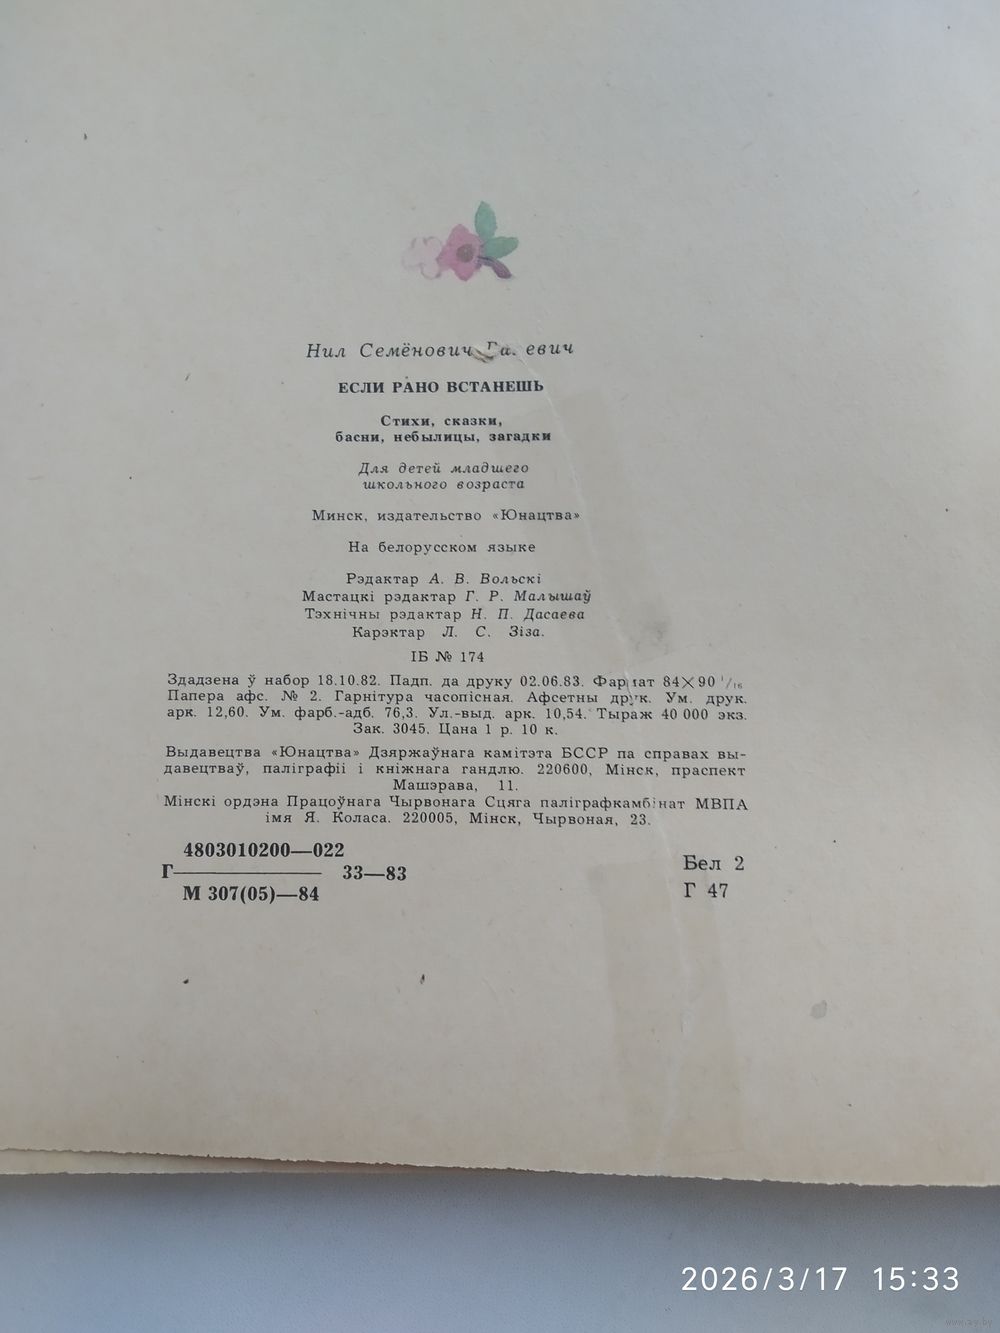 Нил Семёнович
ЕСЛИ РАНО ВСТАНЕШЬ
Стихи, сказки,
басни, небылицы, загадки
Для детей младшего
школьного возраста
Минск, издательство «Юнацтва»
На белорусском языке
Рэдактар А. В. Вольскі
Мастацкі рэдактар Г. Р. Малышаў
Тэхнічны рэдактар Н. П. Дасаева
Карэктар Л. С. Зіза.
ІБ № 174
Здадзена ў набор 18.10.82. Падп. да друку 02.06.83. Фармат 84×90 1/16
Папера афс. № 2. Гарнітура часопісная. Афсетны друк. Ум. друк.
арк. 12,60. Ум. фарб.-адб. 76,3. Ул.-выд. арк. 10,54. Тыраж 40 000 экз.
Зак. 3045. Цана 1 р. 10 к.
Выдавецтва «Юнацтва» Дзяржаўнага камітэта БССР па справах вы-
давецтваў, паліграфіі і кніжнага гандлю. 220600, Мінск, праспект
Машэрава, 11.
Мінскі ордэна Працоўнага Чырвонага Сцяга паліграфкамбінат МВПА
імя Я. Коласа. 220005, Мінск, Чырвоная, 23.
4803010200—022
Г 33—83
М 307(05)—84
Бел 2
Г 47
2026/3/17 15:33
www.ay.by